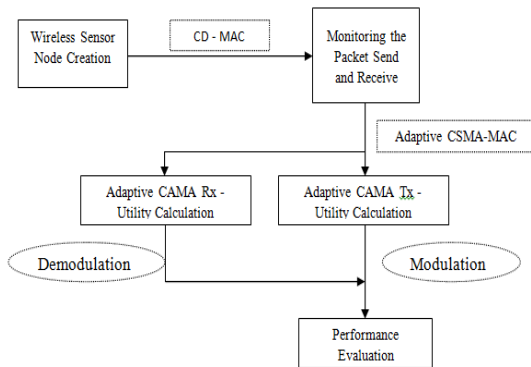 Wireless Sensor
Node Creation
CD - MAC
Monitoring the
Packet Send
and Receive
Adaptive CSMA-MAC
Adaptive CAMA Rx -
Utility Calculation
Adaptive CAMA Tx -
Utility Calculation
Demodulation
Modulation
Performance
Evaluation